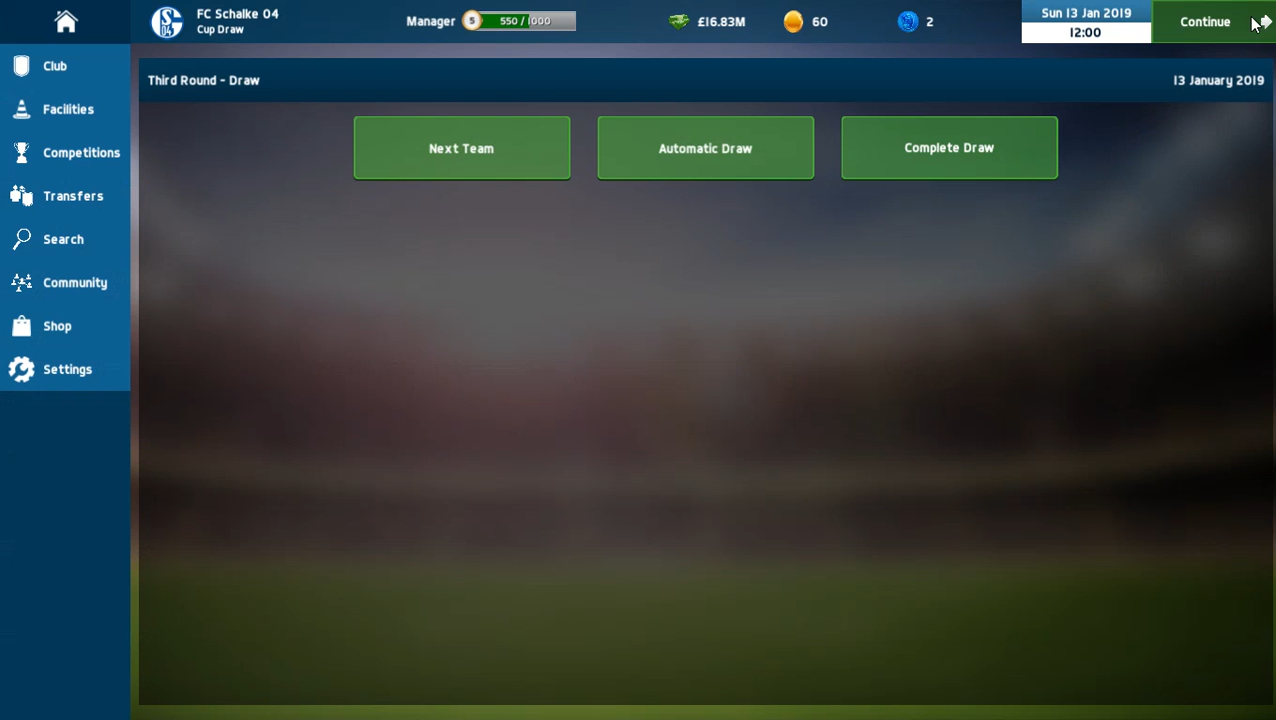 FC Schalke 04
Cup Draw
Manager 5 550 / 1000
£16.83M
60
2
Sun 13 Jan 2019
12:00
Continue
Club
Facilities
Competitions
Transfers
Search
Community
Shop
Settings
Third Round - Draw
13 January 2019
Next Team
Automatic Draw
Complete Draw